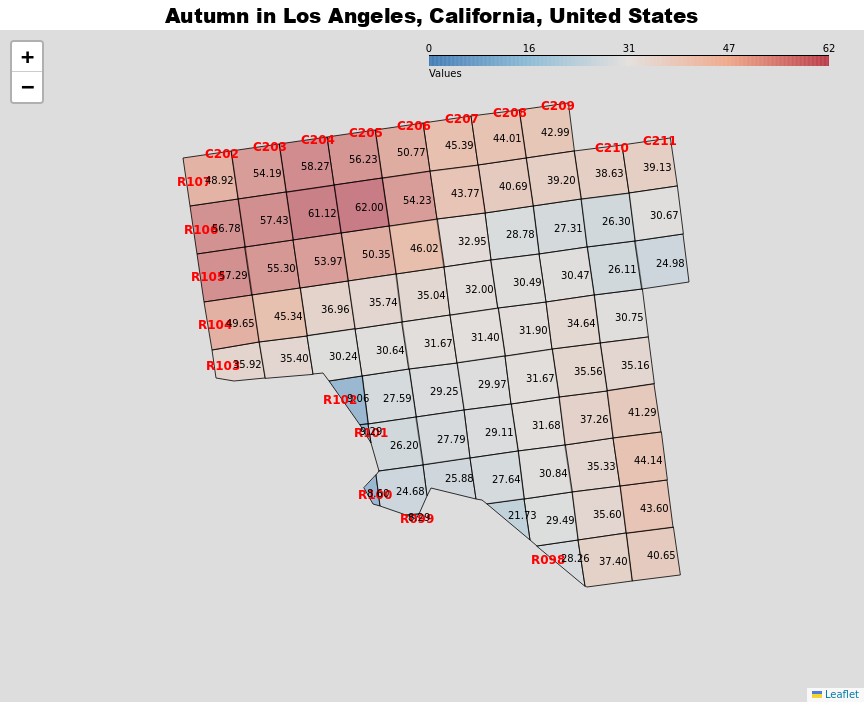 Autumn in Los Angeles, California, United States
+
−
0 16 31 47 62
Values
C202 C203 C204 C205 C206 C207 C208 C209 C210 C211
R107 48.92 54.19 58.27 56.23 50.77 45.39 44.01 42.99
R106 56.78 57.43 61.12 62.00 54.23 43.77 40.69 39.20 38.63 39.13
R105 57.29 55.30 53.97 50.35 46.02 32.95 28.78 27.31 26.30 30.67
R104 49.65 45.34 36.96 35.74 35.04 32.00 30.49 30.47 26.11 24.98
R103 35.92 35.40 30.24 30.64 31.67 31.40 31.90 34.64 30.75
R102 9.06 27.59 29.25 29.97 31.67 35.56 35.16
R101 9.29 26.20 27.79 29.11 31.68 37.26 41.29
R100 8.60 24.68 25.88 27.64 30.84 35.33 44.14
R099 8.29 21.73 29.49 35.60 43.60
R098 28.26 37.40 40.65
Leaflet